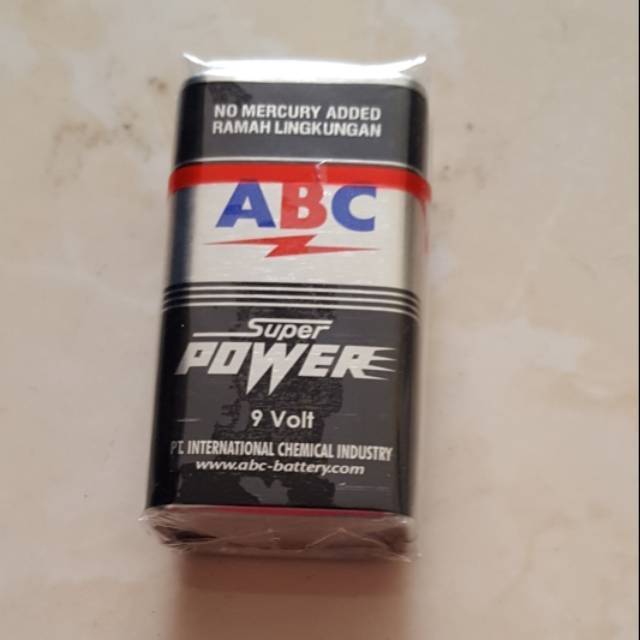 NO MERCURY ADDED
RAMAH LINGKUNGAN
ABC
Super
POWER
9 Volt
PT. INTERNATIONAL CHEMICAL INDUSTRY
www.abc-battery.com